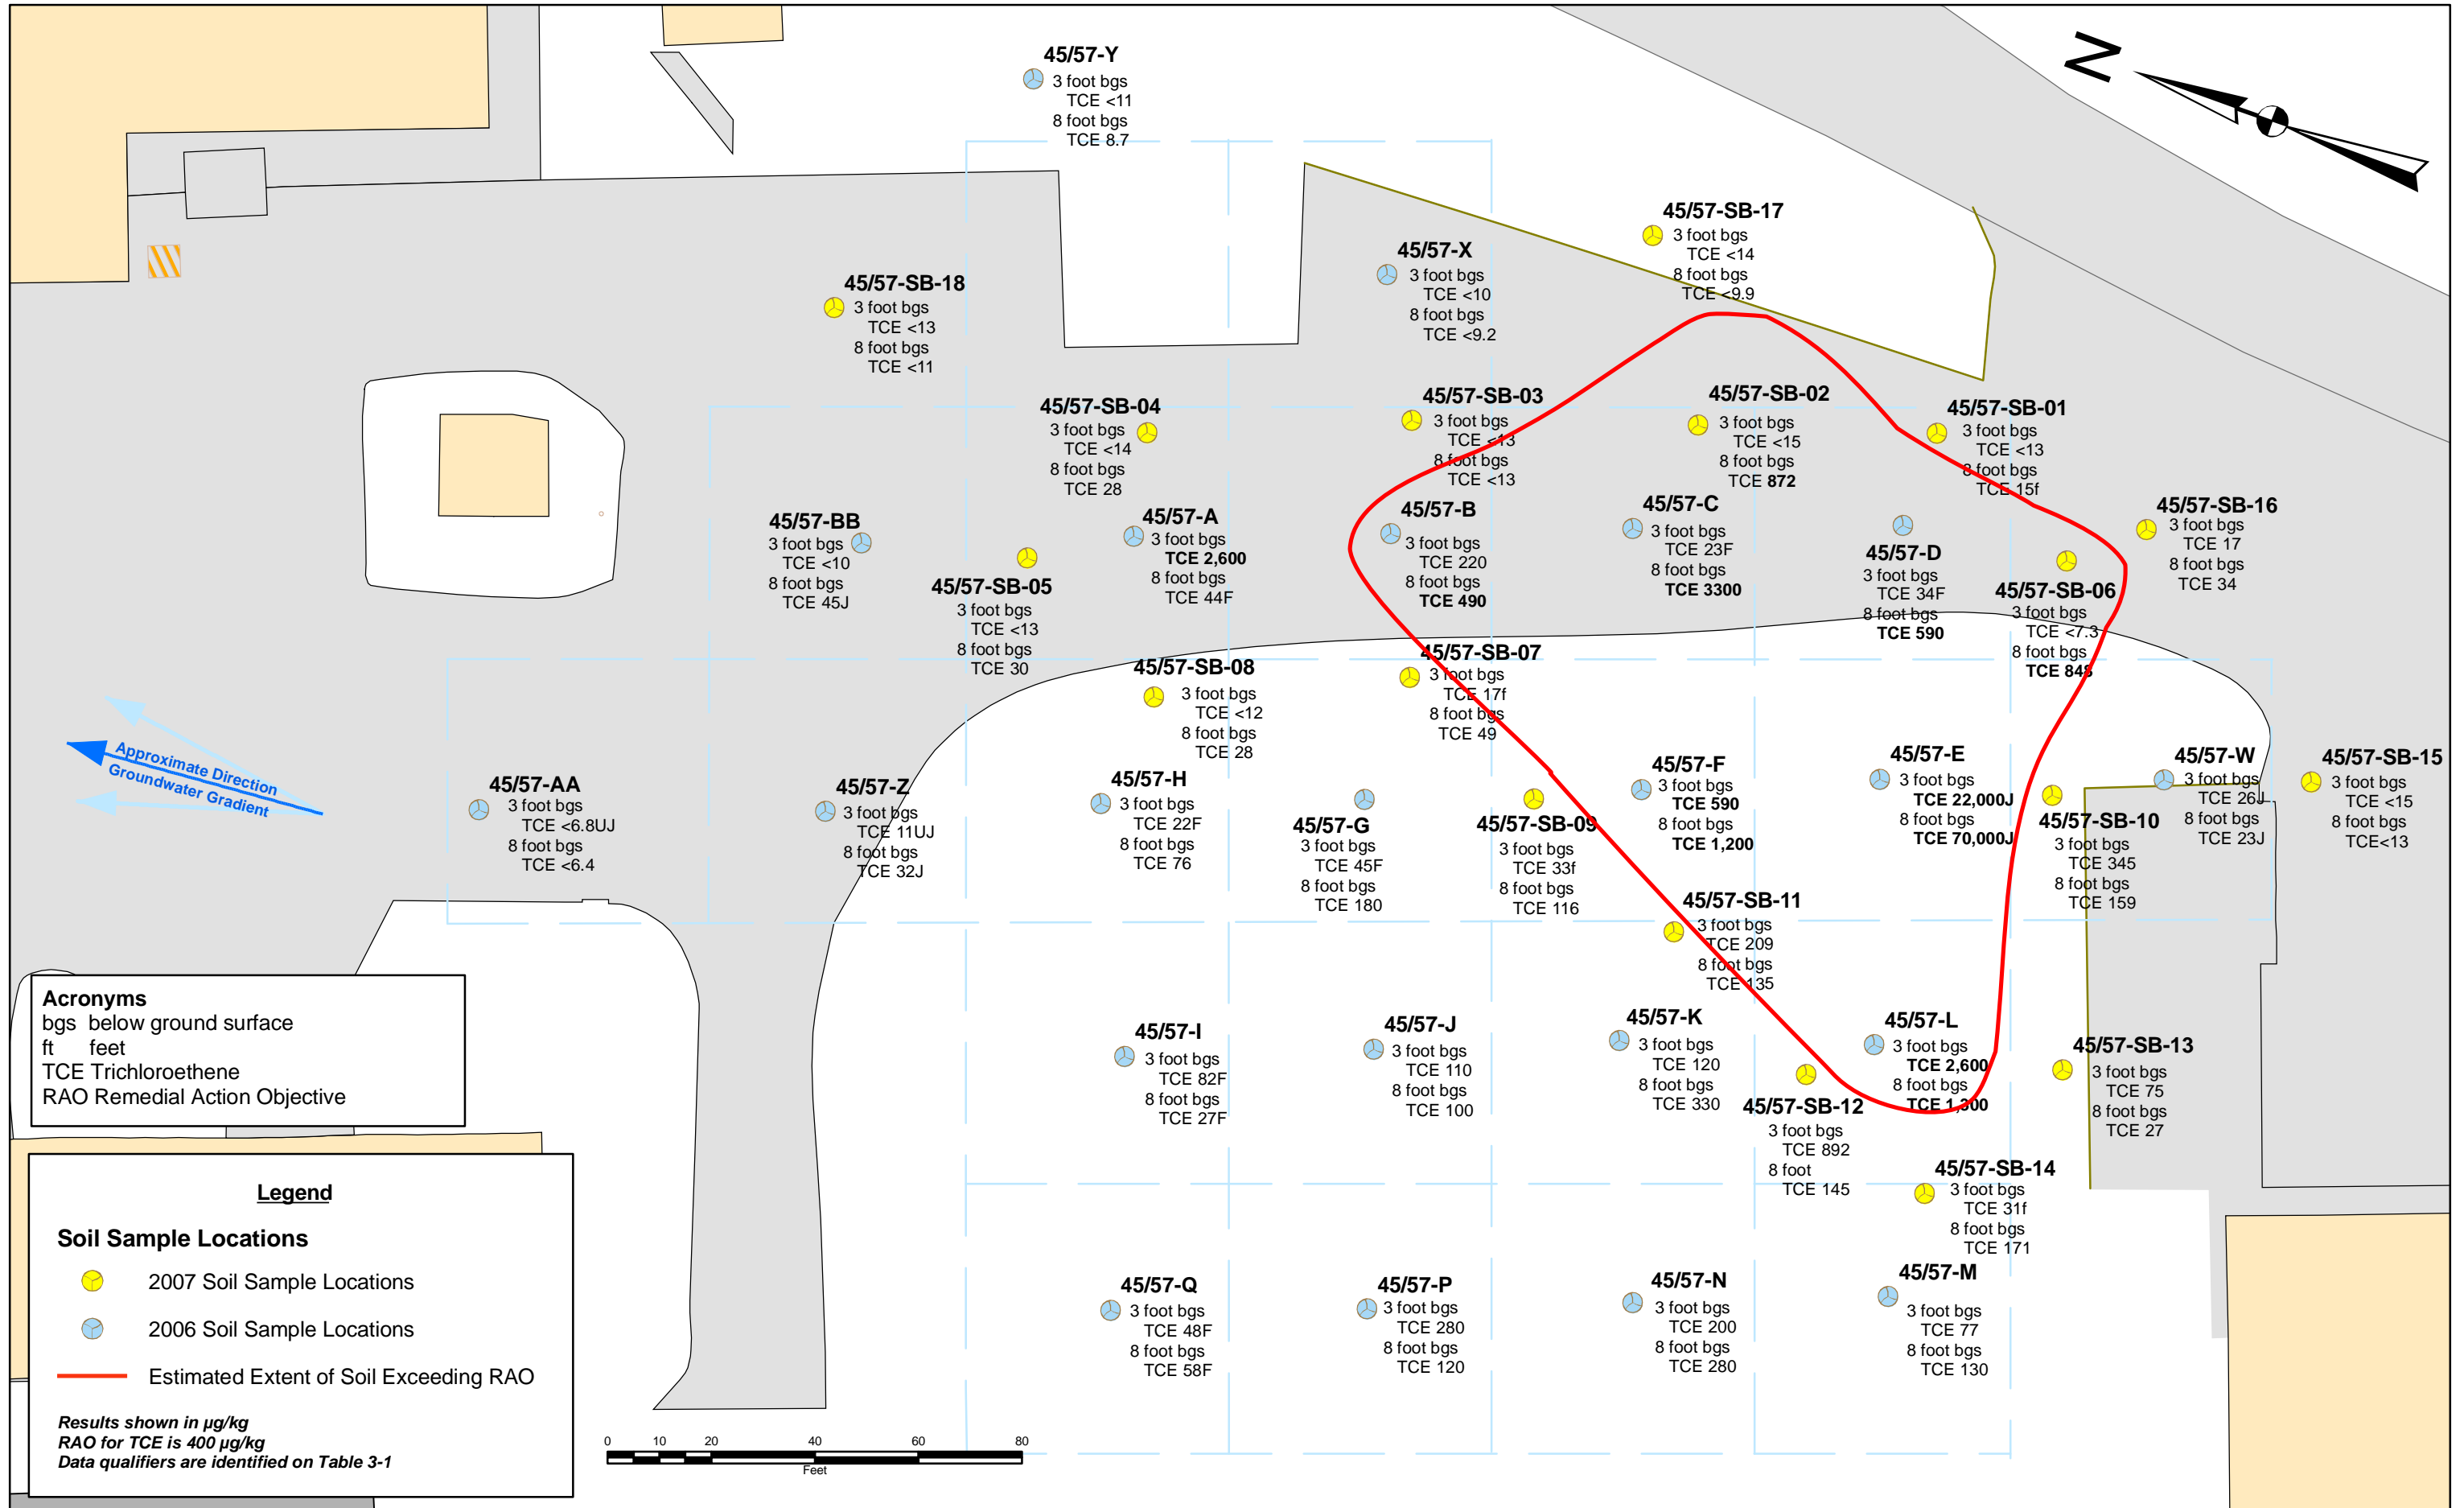 45/57-Y
3 foot bgs
TCE <11
8 foot bgs
TCE 8.7
N
45/57-SB-17
3 foot bgs
TCE <14
8 foot bgs
TCE <9.9
45/57-X
3 foot bgs
TCE <10
8 foot bgs
TCE <9.2
45/57-SB-18
3 foot bgs
TCE <13
8 foot bgs
TCE <11
45/57-SB-04
3 foot bgs
TCE <14
8 foot bgs
TCE 28
45/57-SB-03
3 foot bgs
TCE <13
8 foot bgs
TCE <13
45/57-SB-02
3 foot bgs
TCE <15
8 foot bgs
TCE 872
45/57-SB-01
3 foot bgs
TCE <13
8 foot bgs
TCE 15f
45/57-BB
3 foot bgs
TCE <10
8 foot bgs
TCE 45J
45/57-SB-05
3 foot bgs
TCE <13
8 foot bgs
TCE 30
45/57-A
3 foot bgs
TCE 2,600
8 foot bgs
TCE 44F
45/57-B
3 foot bgs
TCE 220
8 foot bgs
TCE 490
45/57-C
3 foot bgs
TCE 23F
8 foot bgs
TCE 3300
45/57-D
3 foot bgs
TCE 34F
8 foot bgs
TCE 590
45/57-SB-06
3 foot bgs
TCE <7.3
8 foot bgs
TCE 848
45/57-SB-16
3 foot bgs
TCE 17
8 foot bgs
TCE 34
45/57-SB-08
3 foot bgs
TCE <12
8 foot bgs
TCE 28
45/57-SB-07
3 foot bgs
TCE 17f
8 foot bgs
TCE 49
Approximate Direction
Groundwater Gradient
45/57-AA
3 foot bgs
TCE <6.8UJ
8 foot bgs
TCE <6.4
45/57-Z
3 foot bgs
TCE 11UJ
8 foot bgs
TCE 32J
45/57-H
3 foot bgs
TCE 22F
8 foot bgs
TCE 76
45/57-G
3 foot bgs
TCE 45F
8 foot bgs
TCE 180
45/57-SB-09
3 foot bgs
TCE 33f
8 foot bgs
TCE 116
45/57-F
3 foot bgs
TCE 590
8 foot bgs
TCE 1,200
45/57-E
3 foot bgs
TCE 22,000J
8 foot bgs
TCE 70,000J
45/57-SB-10
3 foot bgs
TCE 345
8 foot bgs
TCE 159
45/57-W
3 foot bgs
TCE 26J
8 foot bgs
TCE 23J
45/57-SB-15
3 foot bgs
TCE <15
8 foot bgs
TCE<13
45/57-SB-11
3 foot bgs
TCE 209
8 foot bgs
TCE 135
45/57-I
3 foot bgs
TCE 82F
8 foot bgs
TCE 27F
45/57-J
3 foot bgs
TCE 110
8 foot bgs
TCE 100
45/57-K
3 foot bgs
TCE 120
8 foot bgs
TCE 330
45/57-SB-12
3 foot bgs
TCE 892
8 foot
TCE 145
45/57-L
3 foot bgs
TCE 2,600
8 foot bgs
TCE 1,300
45/57-SB-13
3 foot bgs
TCE 75
8 foot bgs
TCE 27
45/57-SB-14
3 foot bgs
TCE 31f
8 foot bgs
TCE 171
45/57-Q
3 foot bgs
TCE 48F
8 foot bgs
TCE 58F
45/57-P
3 foot bgs
TCE 280
8 foot bgs
TCE 120
45/57-N
3 foot bgs
TCE 200
8 foot bgs
TCE 280
45/57-M
3 foot bgs
TCE 77
8 foot bgs
TCE 130
Acronyms
bgs below ground surface
ft feet
TCE Trichloroethene
RAO Remedial Action Objective
Legend
Soil Sample Locations
2007 Soil Sample Locations
2006 Soil Sample Locations
Estimated Extent of Soil Exceeding RAO
Results shown in µg/kg
RAO for TCE is 400 µg/kg
Data qualifiers are identified on Table 3-1
0 10 20 40 60 80
Feet